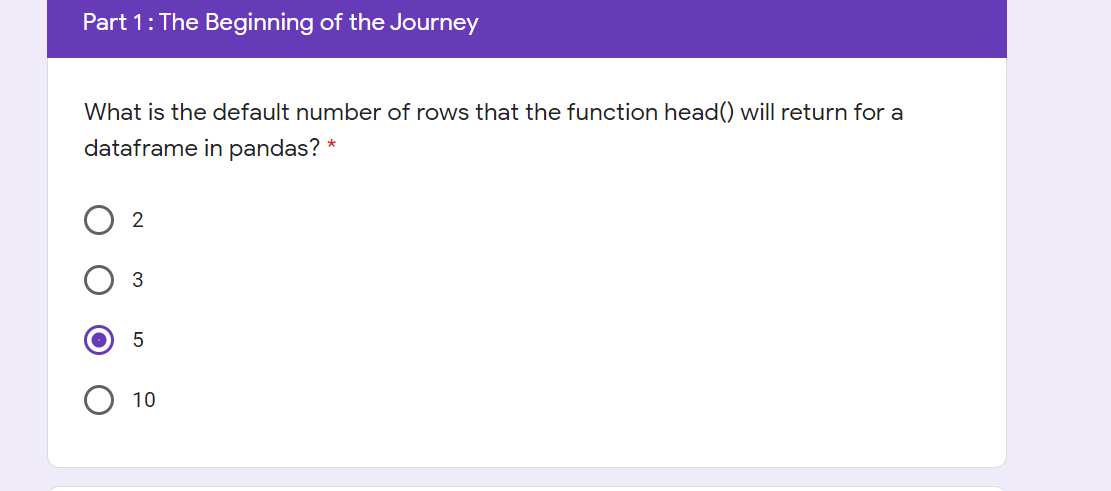 Part 1 : The Beginning of the Journey
What is the default number of rows that the function head() will return for a
dataframe in pandas? *
2
3
5
10